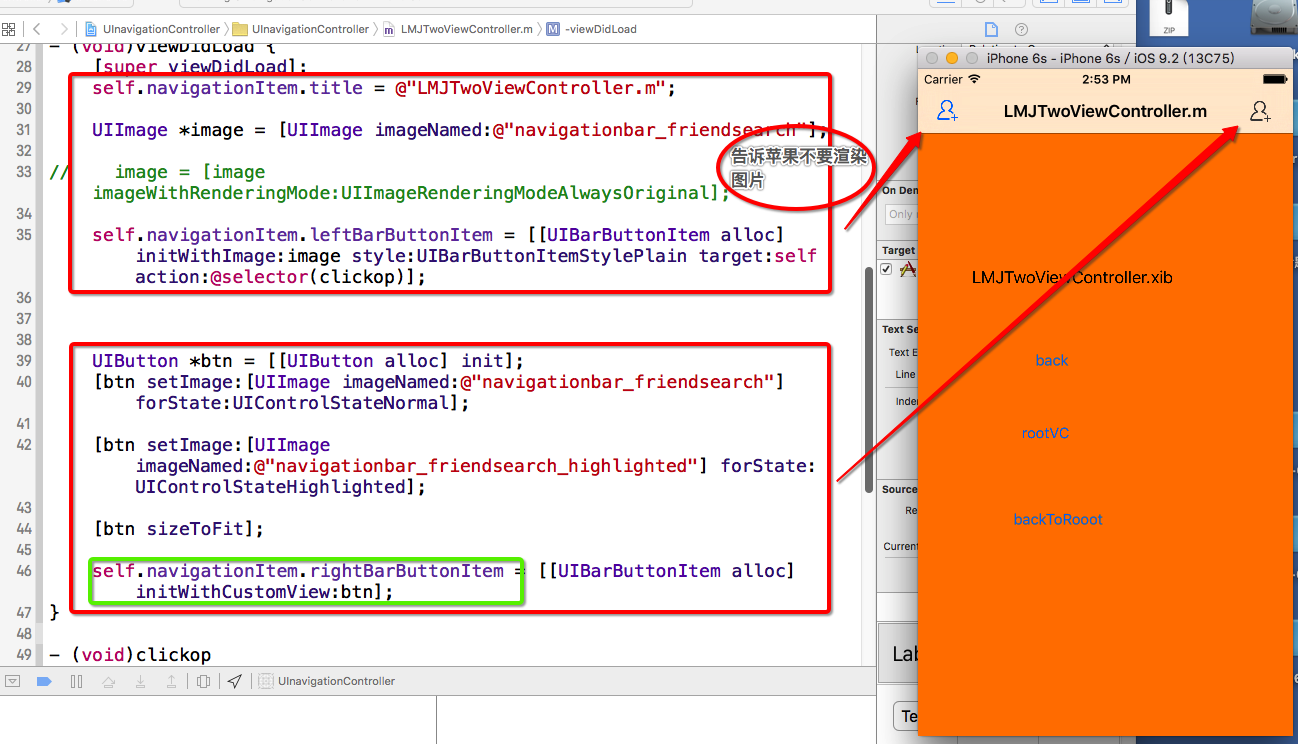 UInavigationController
UInavigationController
LMJTwoViewController.m
M
-viewDidLoad
27
- (void)viewDidLoad {
28
[super viewDidLoad];
29
self.navigationItem.title = @"LMJTwoViewController.m";
30
31
UIImage *image = [UIImage imageNamed:@"navigationbar_friendsearch"];
32
33
// image = [image
imageWithRenderingMode:UIImageRenderingModeAlwaysOriginal];
告诉苹果不要渲染
图片
34
35
self.navigationItem.leftBarButtonItem = [[UIBarButtonItem alloc]
initWithImage:image style:UIBarButtonItemStylePlain target:self
action:@selector(clickop)];
36
37
38
39
UIButton *btn = [[UIButton alloc] init];
40
[btn setImage:[UIImage imageNamed:@"navigationbar_friendsearch"]
forState:UIControlStateNormal];
41
42
[btn setImage:[UIImage
imageNamed:@"navigationbar_friendsearch_highlighted"] forState:
UIControlStateHighlighted];
43
44
[btn sizeToFit];
45
46
self.navigationItem.rightBarButtonItem = [[UIBarButtonItem alloc]
initWithCustomView:btn];
47
}
48
49
- (void)clickop
UInavigationController
On Dem
Only
Target
Text Se
Text E
Line
Inden
Source
Re
Current
Lab
Te
ZIP
iPhone 6s - iPhone 6s / iOS 9.2 (13C75)
Carrier
2:53 PM
LMJTwoViewController.m
LMJTwoViewController.xib
back
rootVC
backToRooot